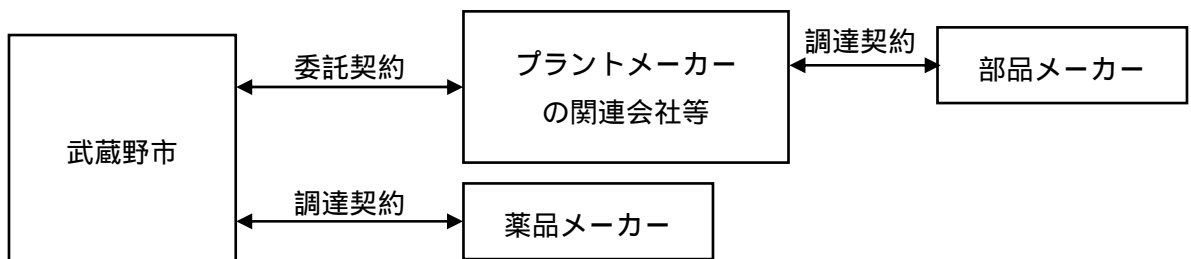 武蔵野市
委託契約
プラントメーカー
の関連会社等
調達契約
部品メーカー
調達契約
薬品メーカー